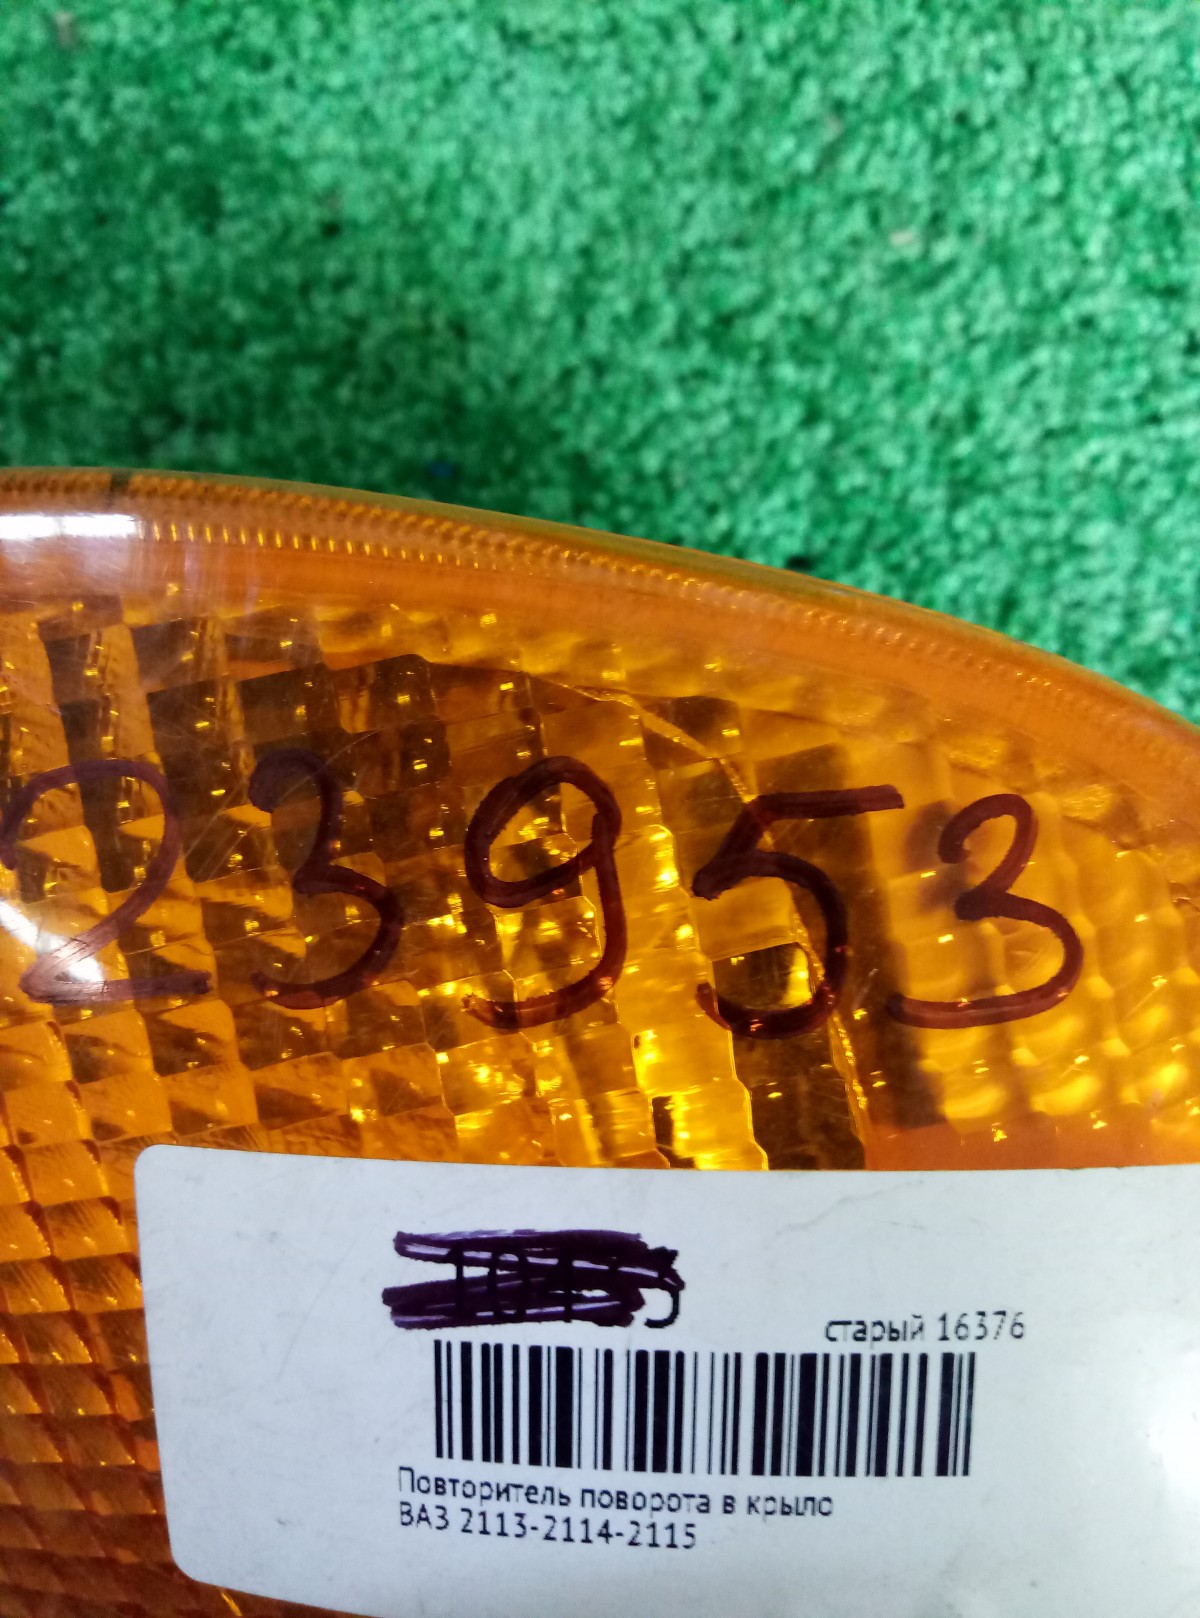 23953
старый 16376
Повторитель поворота в крыло
ВАЗ 2113-2114-2115